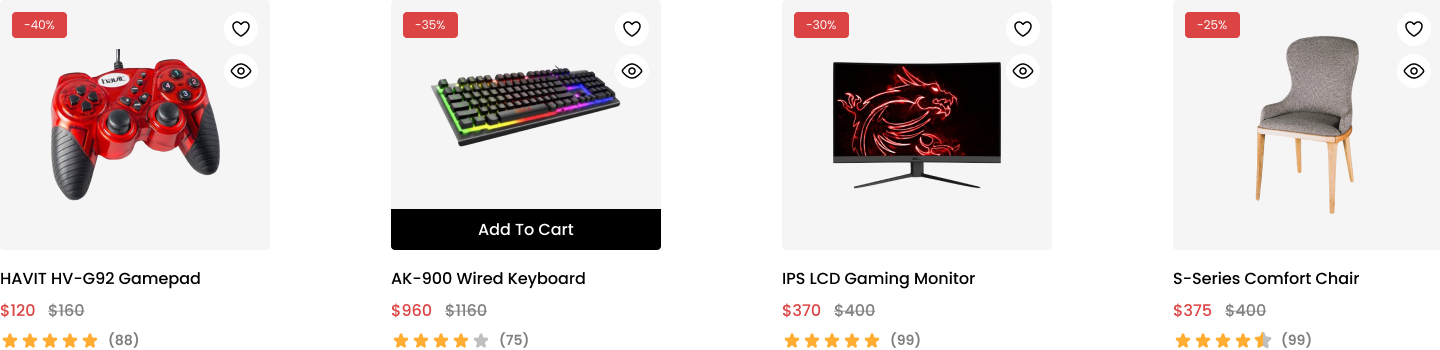 -40%
havit
HAVIT HV-G92 Gamepad
$120 $160
(88)
-35%
Add To Cart
AK-900 Wired Keyboard
$960 $1160
(75)
-30%
IPS LCD Gaming Monitor
$370 $400
(99)
-25%
S-Series Comfort Chair
$375 $400
(99)